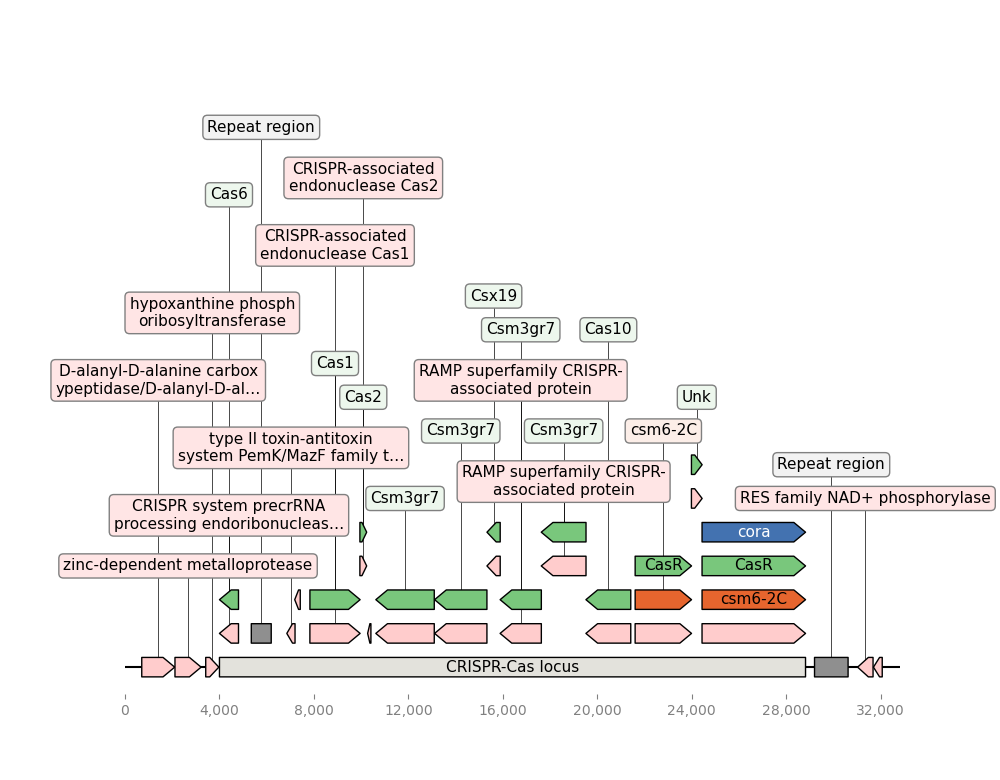 Repeat region
CRISPR-associated
endonuclease Cas2
Cas6
CRISPR-associated
endonuclease Cas1
Csx19
hypoxanthine phosph
oribosyltransferase
Csm3gr7
Cas10
Cas1
D-alanyl-D-alanine carbox
ypeptidase/D-alanyl-D-al...
RAMP superfamily CRISPR-
associated protein
Cas2
Unk
Csm3gr7
Csm3gr7
csm6-2C
type II toxin-antitoxin
system PemK/MazF family t...
Repeat region
RAMP superfamily CRISPR-
associated protein
Csm3gr7
RES family NAD+ phosphorylase
CRISPR system precrRNA
processing endoribonucleas...
cora
zinc-dependent metalloprotease
CasR
CasR
csm6-2C
CRISPR-Cas locus
0
4,000
8,000
12,000
16,000
20,000
24,000
28,000
32,000